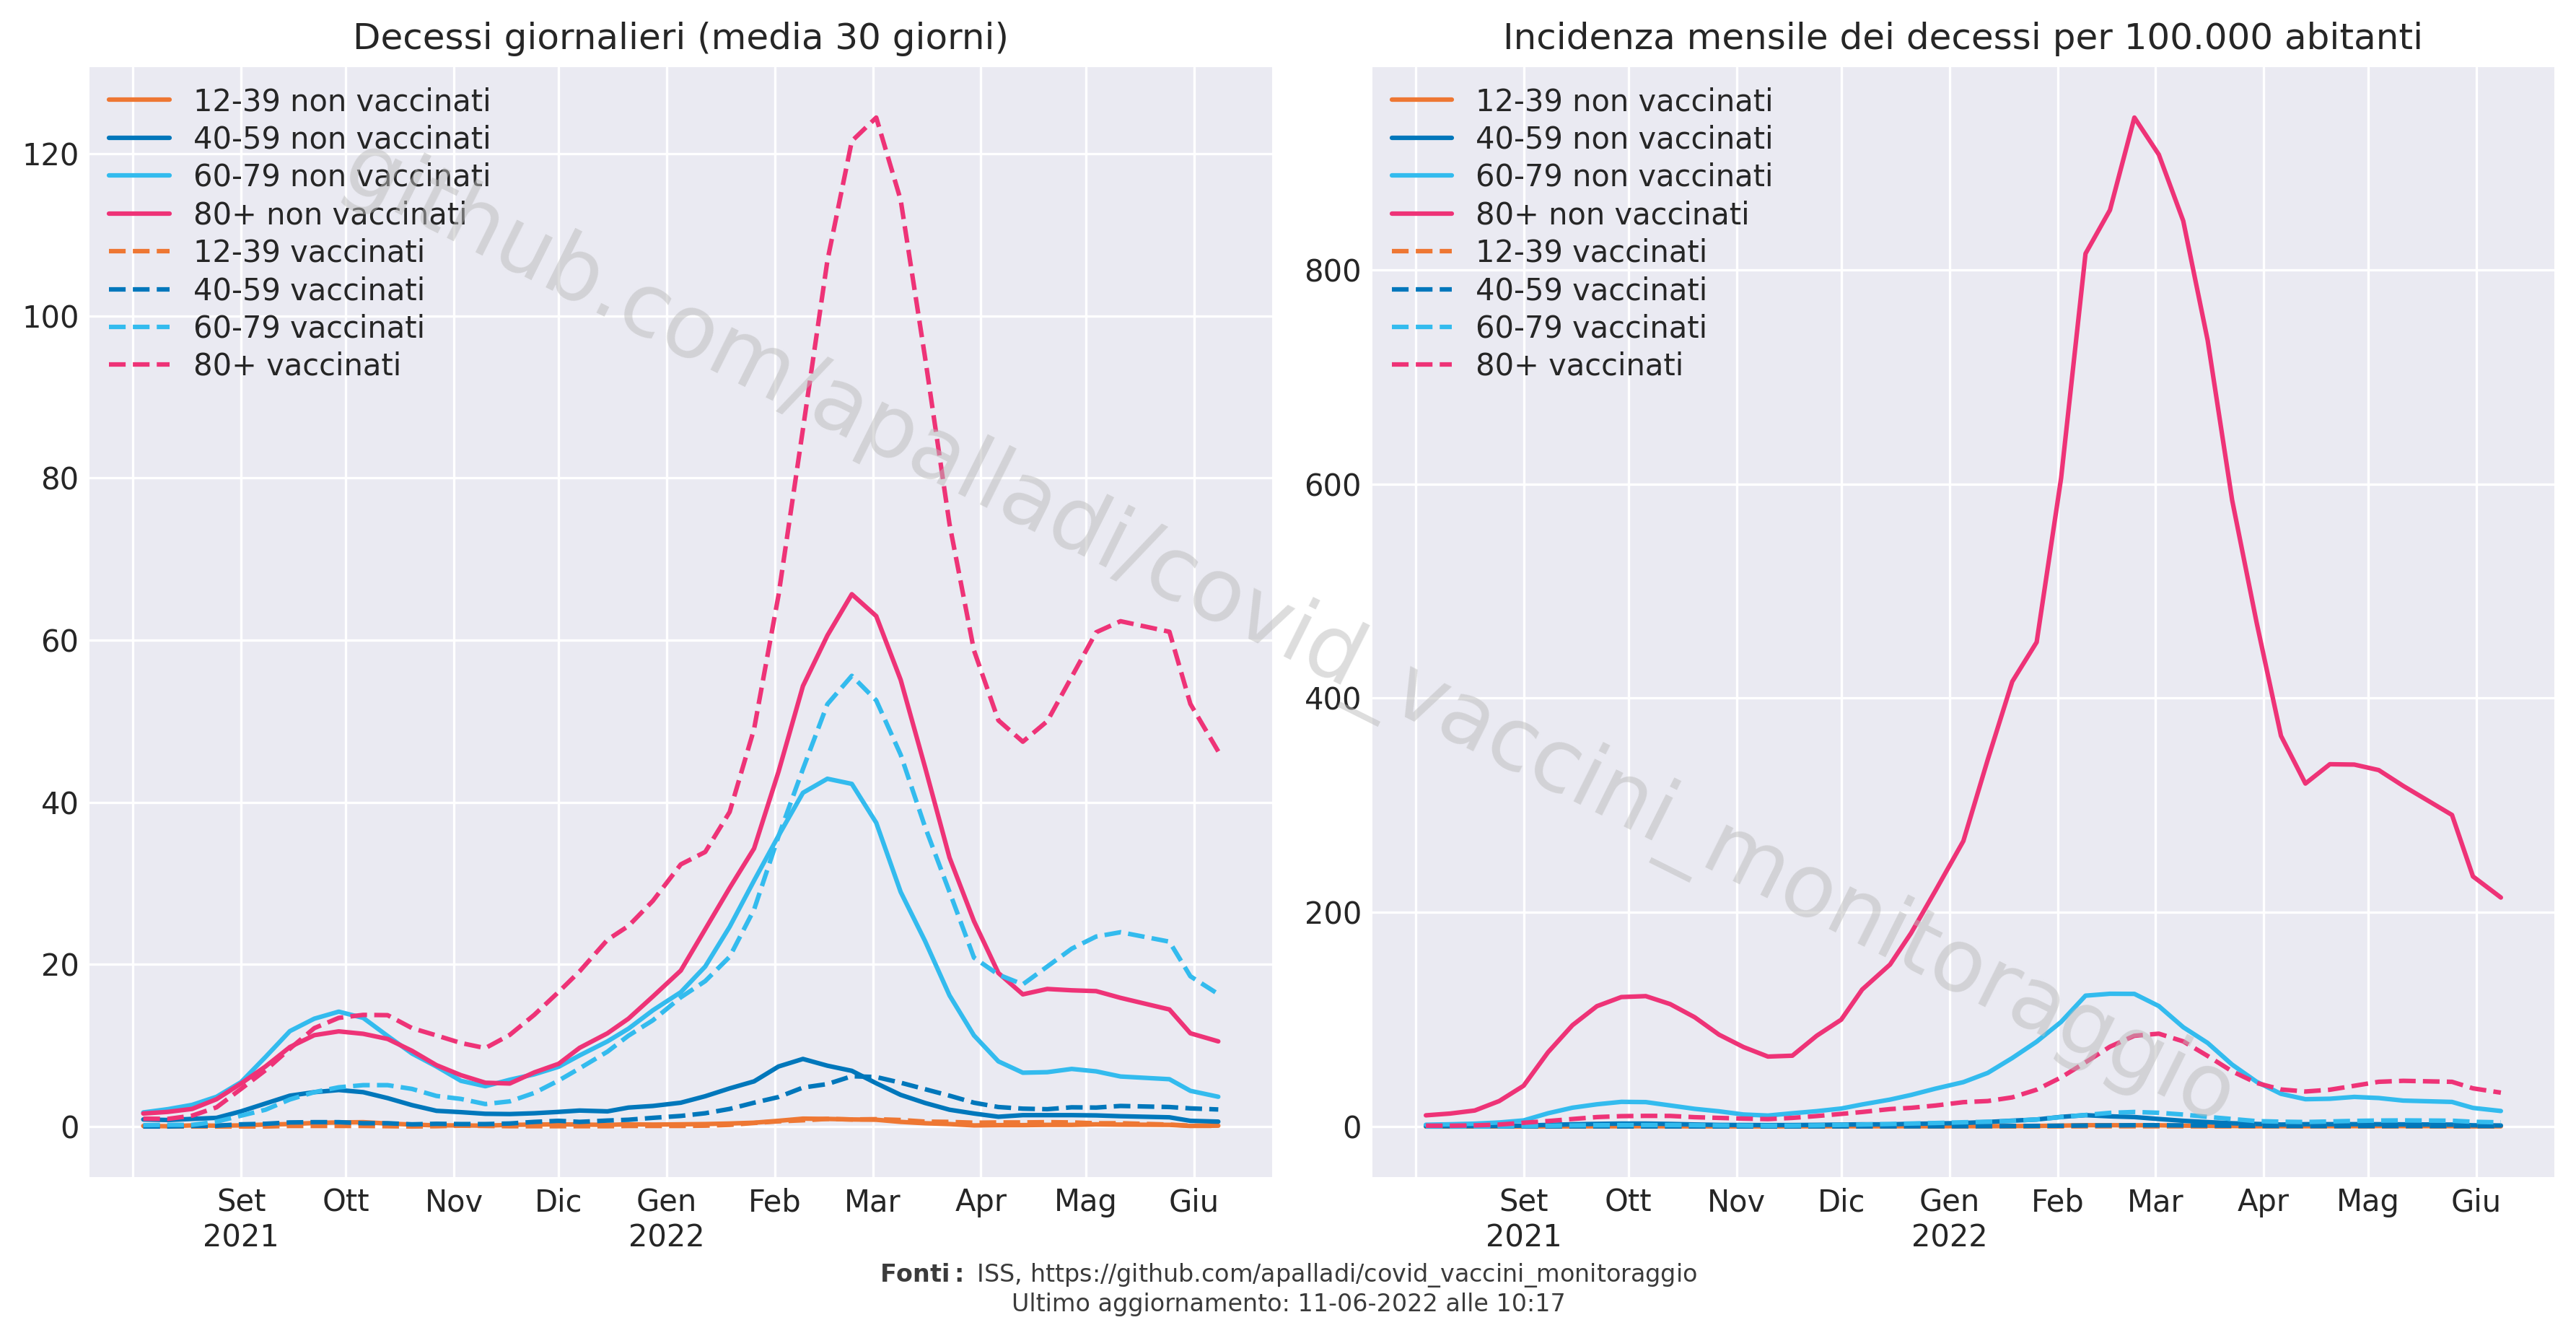 Decessi giornalieri (media 30 giorni)
12-39 non vaccinati
40-59 non vaccinati
60-79 non vaccinati
80+ non vaccinati
12-39 vaccinati
40-59 vaccinati
60-79 vaccinati
80+ vaccinati
120
100
80
60
40
20
0
Set
2021
Ott
Nov
Dic
Gen
2022
Feb
Mar
Apr
Mag
Giu
Incidenza mensile dei decessi per 100.000 abitanti
12-39 non vaccinati
40-59 non vaccinati
60-79 non vaccinati
80+ non vaccinati
12-39 vaccinati
40-59 vaccinati
60-79 vaccinati
80+ vaccinati
800
600
400
200
0
Set
2021
Ott
Nov
Dic
Gen
2022
Feb
Mar
Apr
Mag
Giu
github.com/apalladi/covid_vaccini_monitoraggio
Fonti: ISS, https://github.com/apalladi/covid_vaccini_monitoraggio
Ultimo aggiornamento: 11-06-2022 alle 10:17